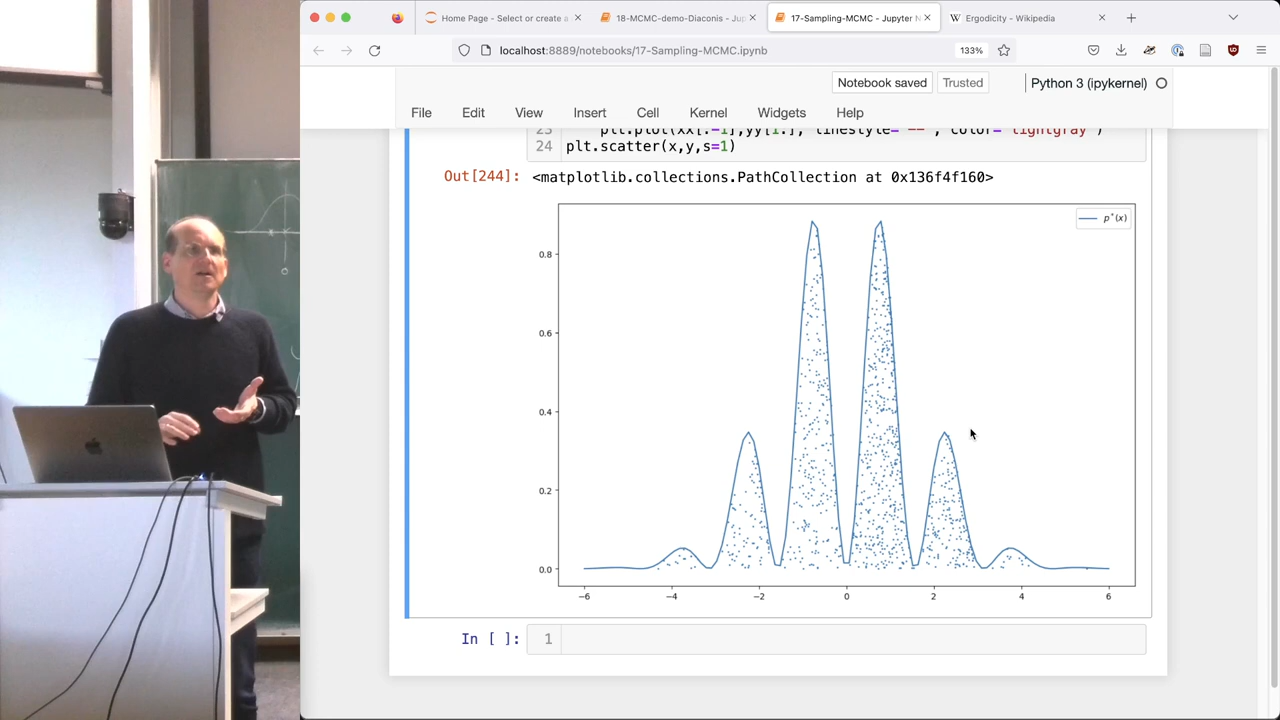 Home Page - Select or create a
18-MCMC-demo-Diaconis - Jup
17-Sampling-MCMC - Jupyter N
Ergodicity - Wikipedia
localhost:8889/notebooks/17-Sampling-MCMC.ipynb
133%
Notebook saved
Trusted
Python 3 (ipykernel)
File
Edit
View
Insert
Cell
Kernel
Widgets
Help
24 plt.scatter(x,y,s=1)
Out[244]: <matplotlib.collections.PathCollection at 0x136f4f160>
p*(x)
0.8
0.6
0.4
0.2
0.0
−6 −4 −2 0 2 4 6
In [ ]: 1